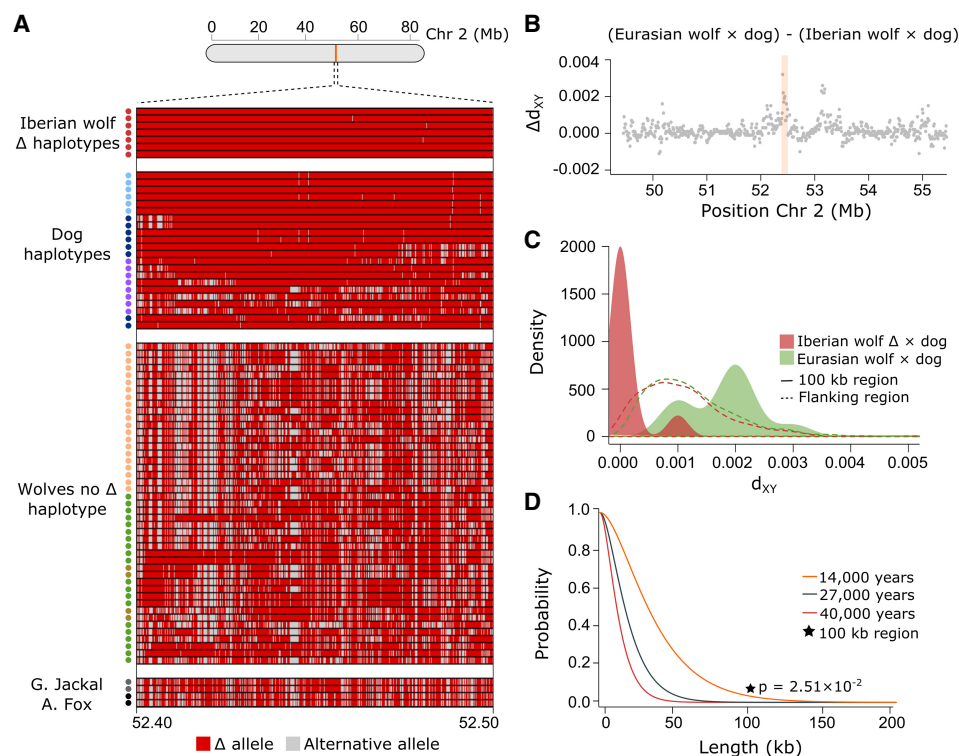 A
0 20 40 60 80
Chr 2 (Mb)
Iberian wolf
Δ haplotypes
Dog
haplotypes
Wolves no Δ
haplotype
G. Jackal
A. Fox
52.40 52.50
Δ allele Alternative allele
B
(Eurasian wolf × dog) - (Iberian wolf × dog)
0.004
0.002
0.000
-0.002
ΔdXY
50 51 52 53 54 55
Position Chr 2 (Mb)
C
2000
1500
1000
500
0
Density
Iberian wolf Δ × dog
Eurasian wolf × dog
100 kb region
Flanking region
0.000 0.001 0.002 0.003 0.004 0.005
dXY
D
1.0
0.8
0.6
0.4
0.2
0.0
Probability
14,000 years
27,000 years
40,000 years
100 kb region
p = 2.51×10-2
0 50 100 150 200
Length (kb)